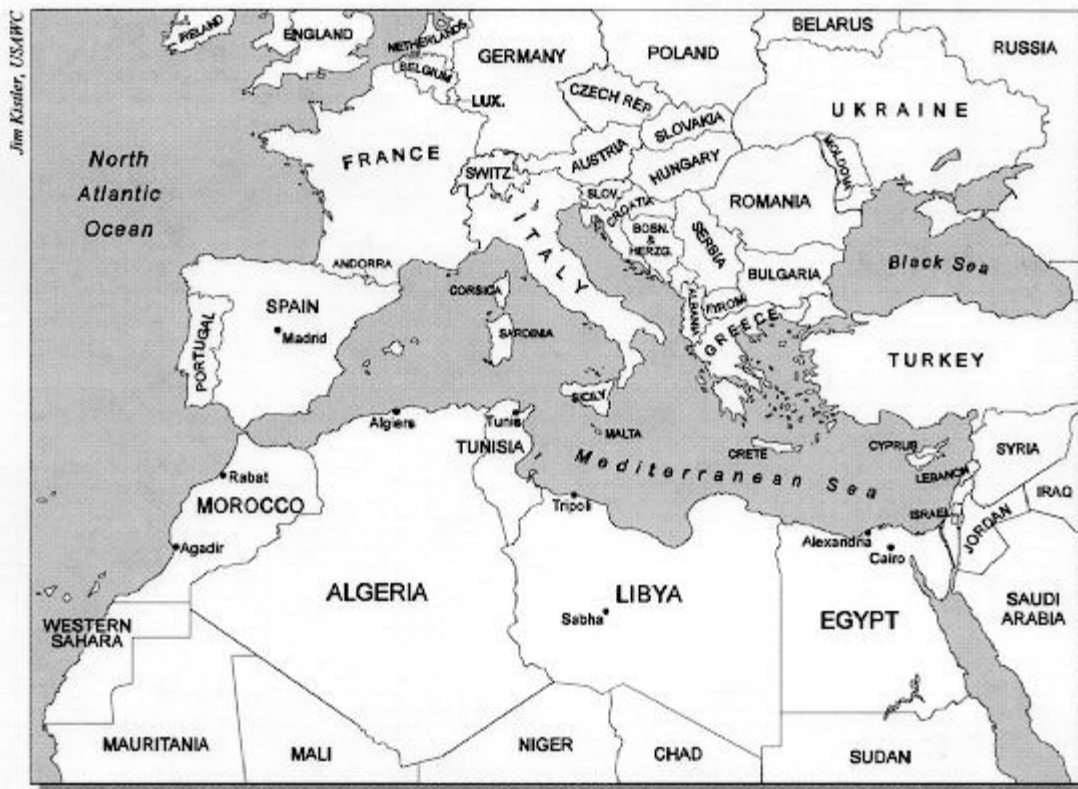 Jim Kistler, USAWC
IRELAND
ENGLAND
NETHERLANDS
BELGIUM
LUX.
GERMANY
POLAND
BELARUS
RUSSIA
CZECH REP
SLOVAKIA
UKRAINE
MOLDOVA
North
Atlantic
Ocean
FRANCE
SWITZ.
AUSTRIA
HUNGARY
ROMANIA
SLOV.
CROATIA
BOSN.
&
HERZG.
SERBIA
ITALY
BULGARIA
Black Sea
ANDORRA
CORSICA
SARDINIA
ALBANIA
FYROM
GREECE
TURKEY
PORTUGAL
SPAIN
Madrid
SICILY
MALTA
CRETE
CYPRUS
SYRIA
LEBANON
IRAQ
ISRAEL
JORDAN
Mediterranean Sea
Algiers
Tunis
TUNISIA
Rabat
MOROCCO
Agadir
Tripoli
Alexandria
Cairo
ALGERIA
LIBYA
Sabha
EGYPT
SAUDI
ARABIA
WESTERN
SAHARA
MAURITANIA
MALI
NIGER
CHAD
SUDAN